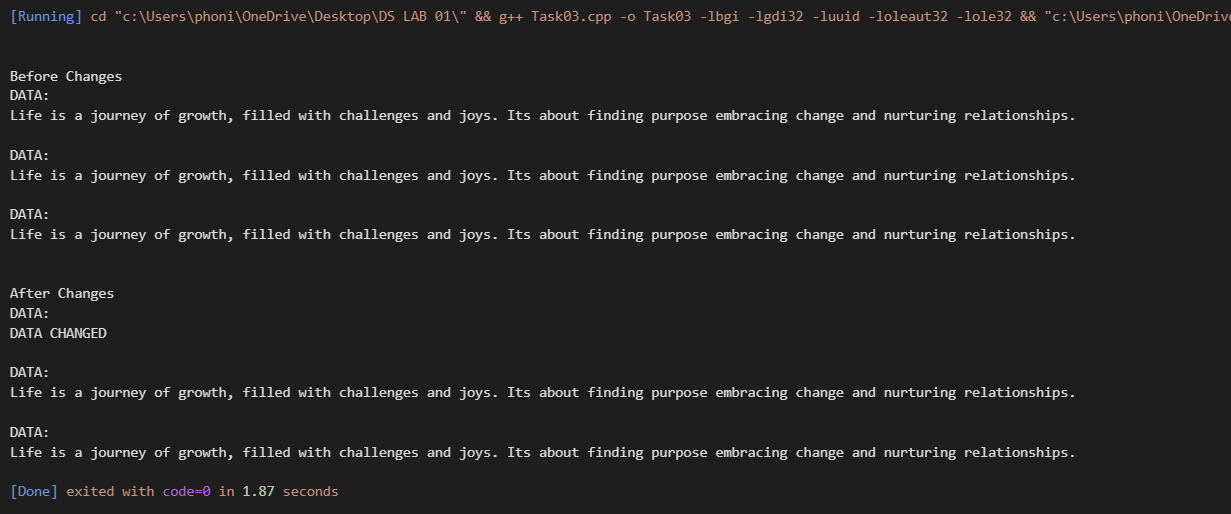 [Running] cd "c:\Users\phoni\OneDrive\Desktop\DS LAB 01\" && g++ Task03.cpp -o Task03 -lbgi -lgdi32 -luuid -loleaut32 -lole32 && "c:\Users\phoni\OneDrive
Before Changes
DATA:
Life is a journey of growth, filled with challenges and joys. Its about finding purpose embracing change and nurturing relationships.
DATA:
Life is a journey of growth, filled with challenges and joys. Its about finding purpose embracing change and nurturing relationships.
DATA:
Life is a journey of growth, filled with challenges and joys. Its about finding purpose embracing change and nurturing relationships.
After Changes
DATA:
DATA CHANGED
DATA:
Life is a journey of growth, filled with challenges and joys. Its about finding purpose embracing change and nurturing relationships.
DATA:
Life is a journey of growth, filled with challenges and joys. Its about finding purpose embracing change and nurturing relationships.
[Done] exited with code=0 in 1.87 seconds